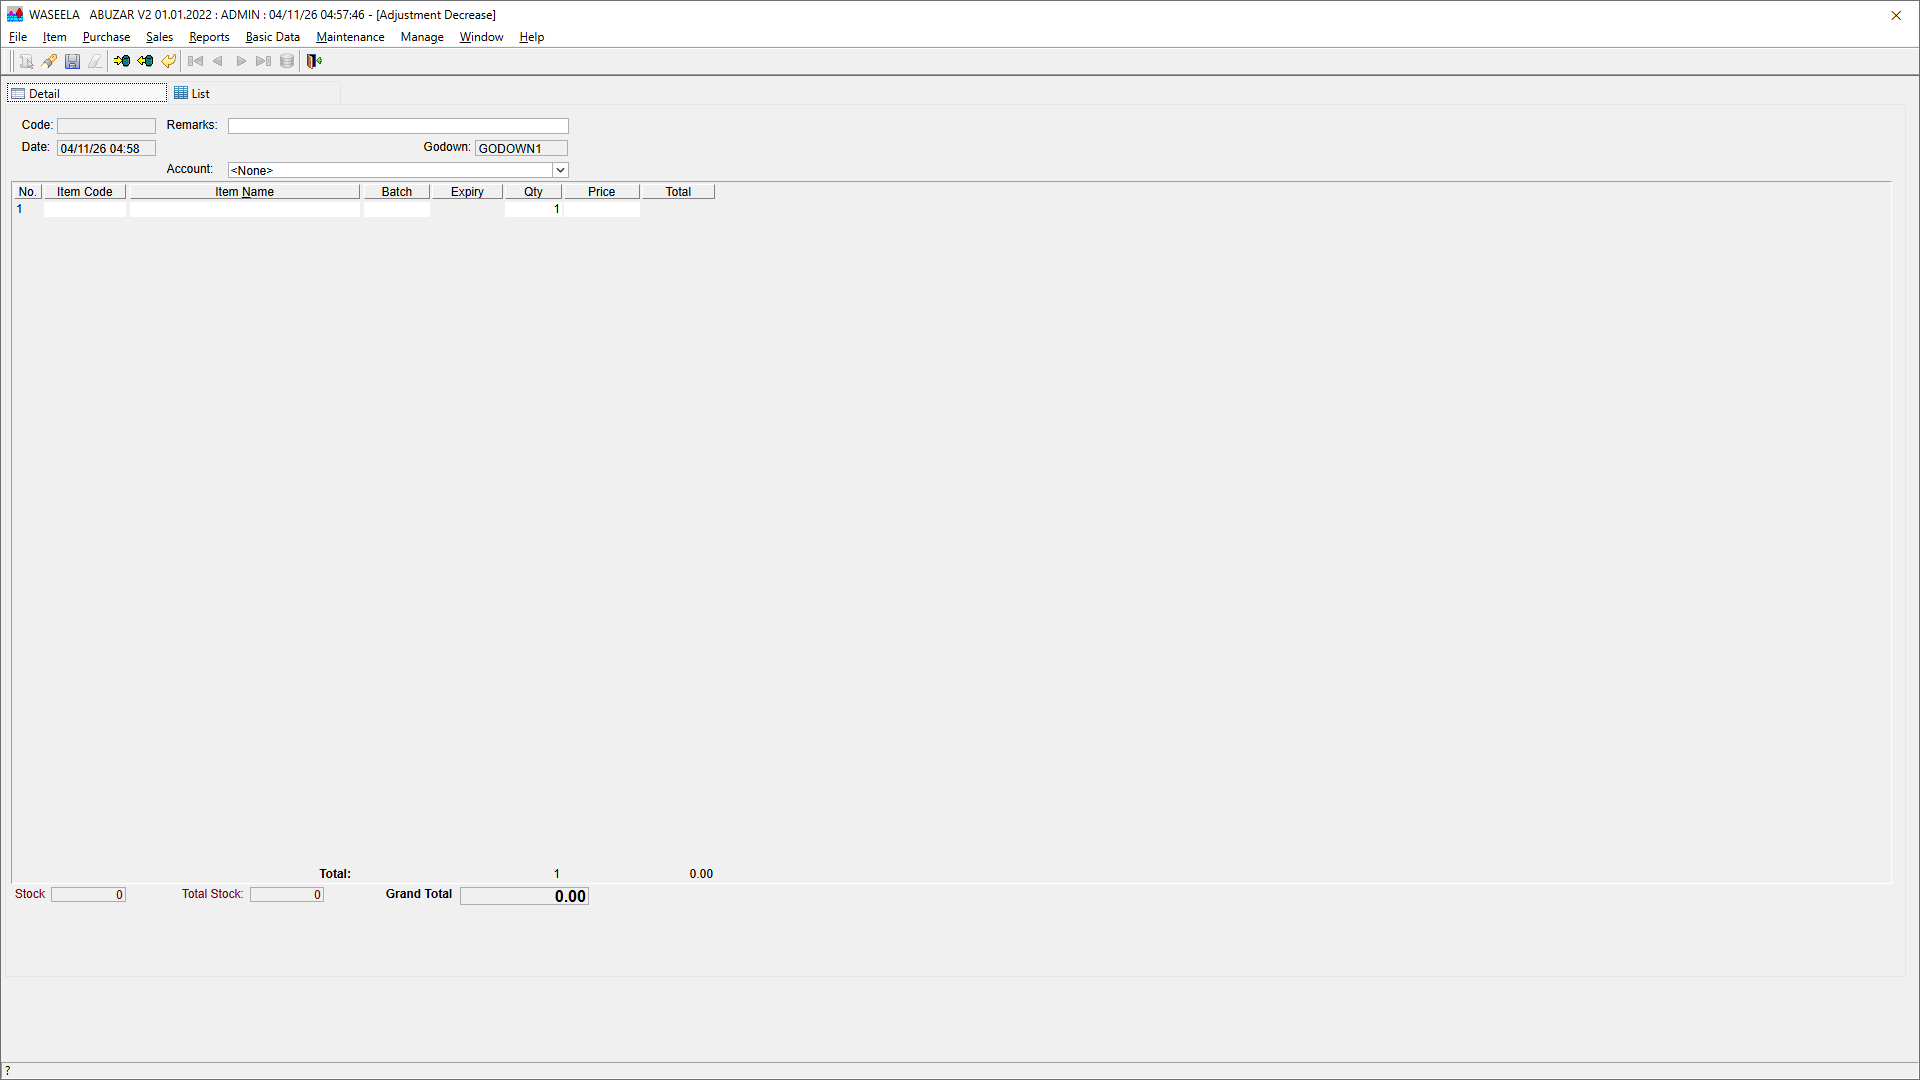 WASEELA ABUZAR V2 01.01.2022 : ADMIN : 04/11/26 04:57:46 - [Adjustment Decrease]
File Item Purchase Sales Reports Basic Data Maintenance Manage Window Help
Detail List
Code: Remarks:
Date: 04/11/26 04:58 Godown: GODOWN1
Account: <None>
No. Item Code Item Name Batch Expiry Qty Price Total
1 1
Total: 1 0.00
Stock 0 Total Stock: 0 Grand Total 0.00
?